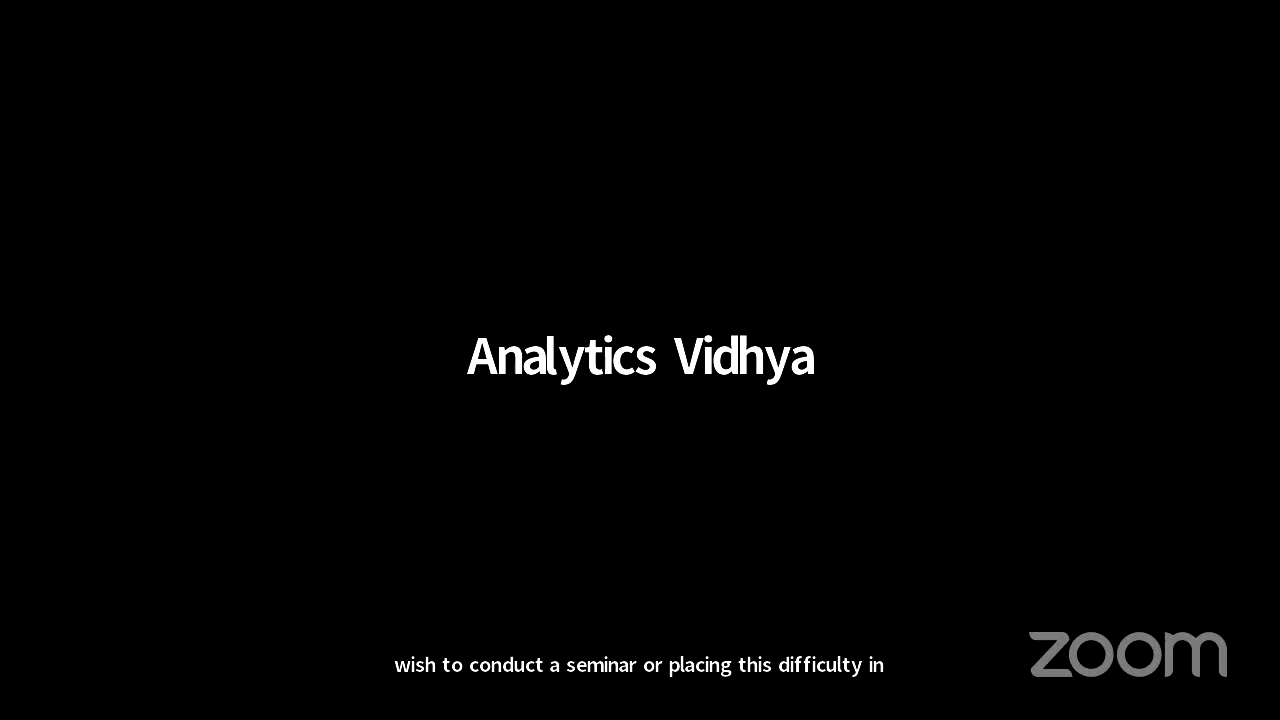 Analytics Vidhya
wish to conduct a seminar or placing this difficulty in
zoom